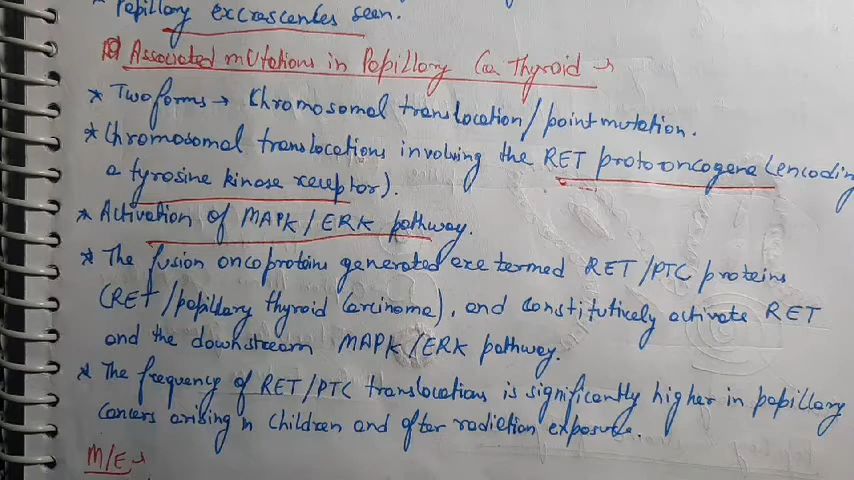 * Papillary excrescentes seen.
Associated mutations in Papillary Ca Thyroid →
* Two forms → Chromosomal translocation/point mutation.
* Chromosomal translocations involving the RET proto oncogene (encoding
a tyrosine kinase receptor).
* Activation of MAPK/ERK pathway.
* The fusion oncoproteins generated are termed RET/PTC proteins
(RET/papillary thyroid carcinoma), and constitutively activate RET
and the downstream MAPK/ERK pathway.
* The frequency of RET/PTC translocations is significantly higher in papillary
cancers arising in children and after radiation exposure.
M/E →